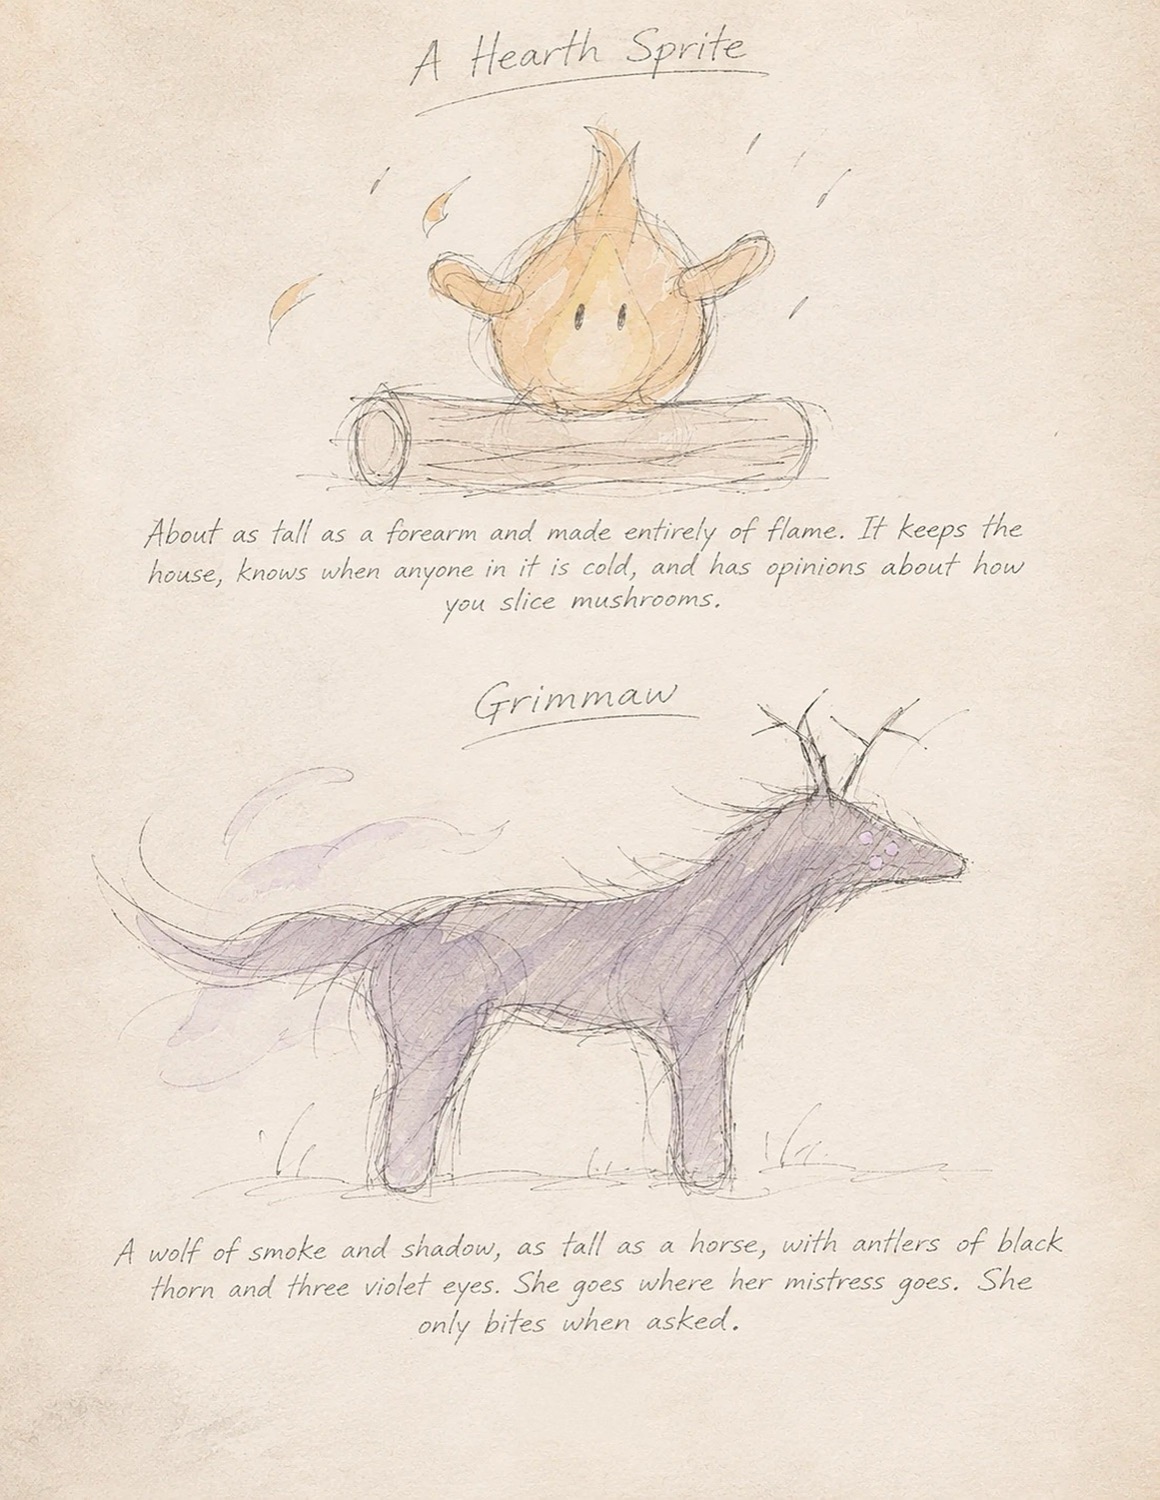 A Hearth Sprite
About as tall as a forearm and made entirely of flame. It keeps the
house, knows when anyone in it is cold, and has opinions about how
you slice mushrooms.
Grimmaw
A wolf of smoke and shadow, as tall as a horse, with antlers of black
thorn and three violet eyes. She goes where her mistress goes. She
only bites when asked.